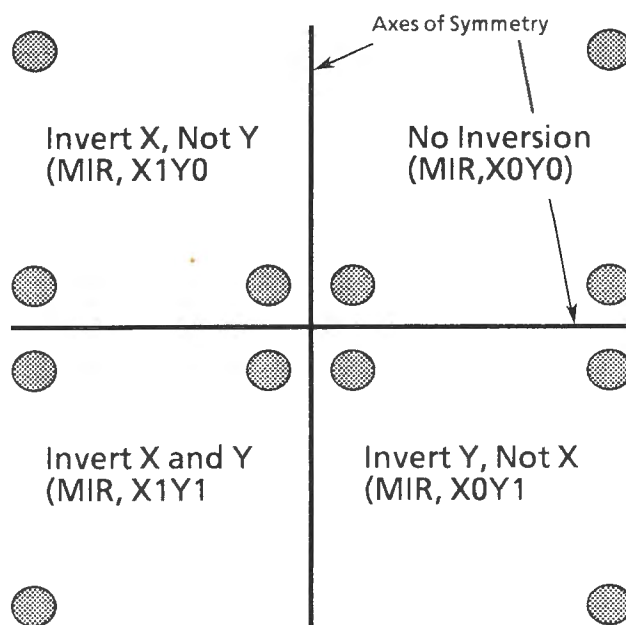 Axes of Symmetry
Invert X, Not Y
(MIR, X1Y0
No Inversion
(MIR,X0Y0)
Invert X and Y
(MIR, X1Y1
Invert Y, Not X
(MIR, X0Y1